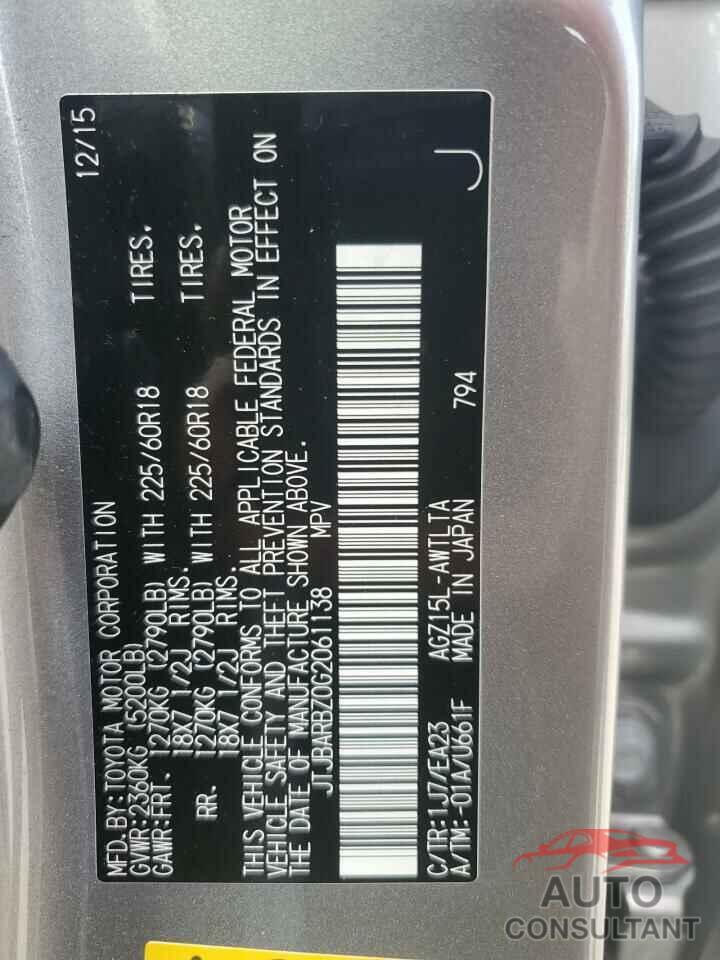 MFD.BY:TOYOTA MOTOR CORPORATION 12/15
GVWR:2360KG (5200LB)
GAWR:FRT. 1270KG (2790LB) WITH 225/60R18 TIRES.
18X7 1/2J RIMS.
RR. 1270KG (2790LB) WITH 225/60R18 TIRES.
18X7 1/2J RIMS.
THIS VEHICLE CONFORMS TO ALL APPLICABLE FEDERAL MOTOR
VEHICLE SAFETY AND THEFT PREVENTION STANDARDS IN EFFECT ON
THE DATE OF MANUFACTURE SHOWN ABOVE.
JTJBARBZ0G2061138 MPV
C/TR:1J7/EA23 AGZ15L-AWTLTA
A/TM:-01A/U661F MADE IN JAPAN 794 J
AUTO
CONSULTANT